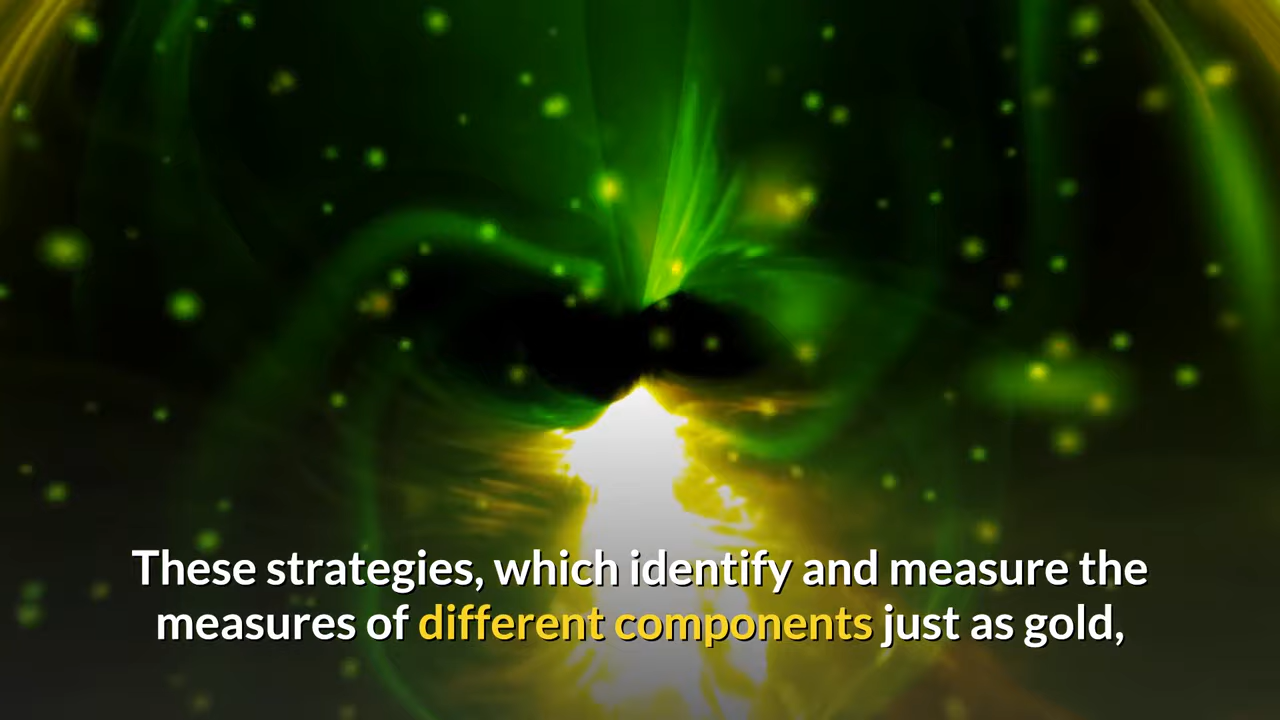 These strategies, which identify and measure the
measures of different components just as gold,